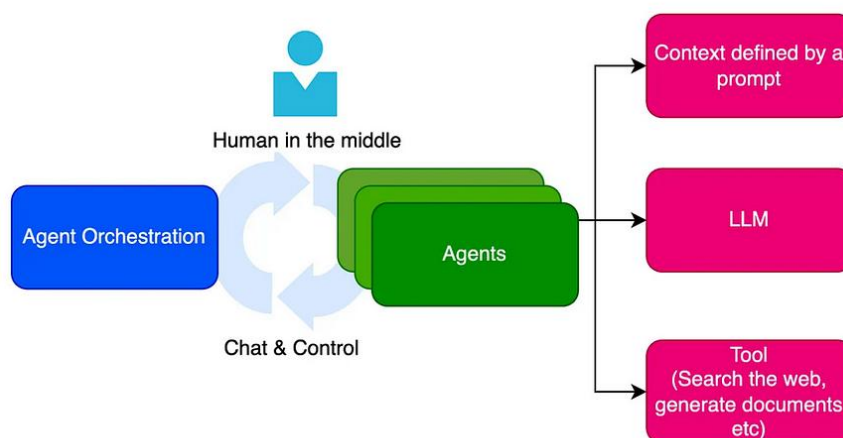 Human in the middle
Agent Orchestration
Agents
Chat & Control
Context defined by a
prompt
LLM
Tool
(Search the web,
generate documents
etc)